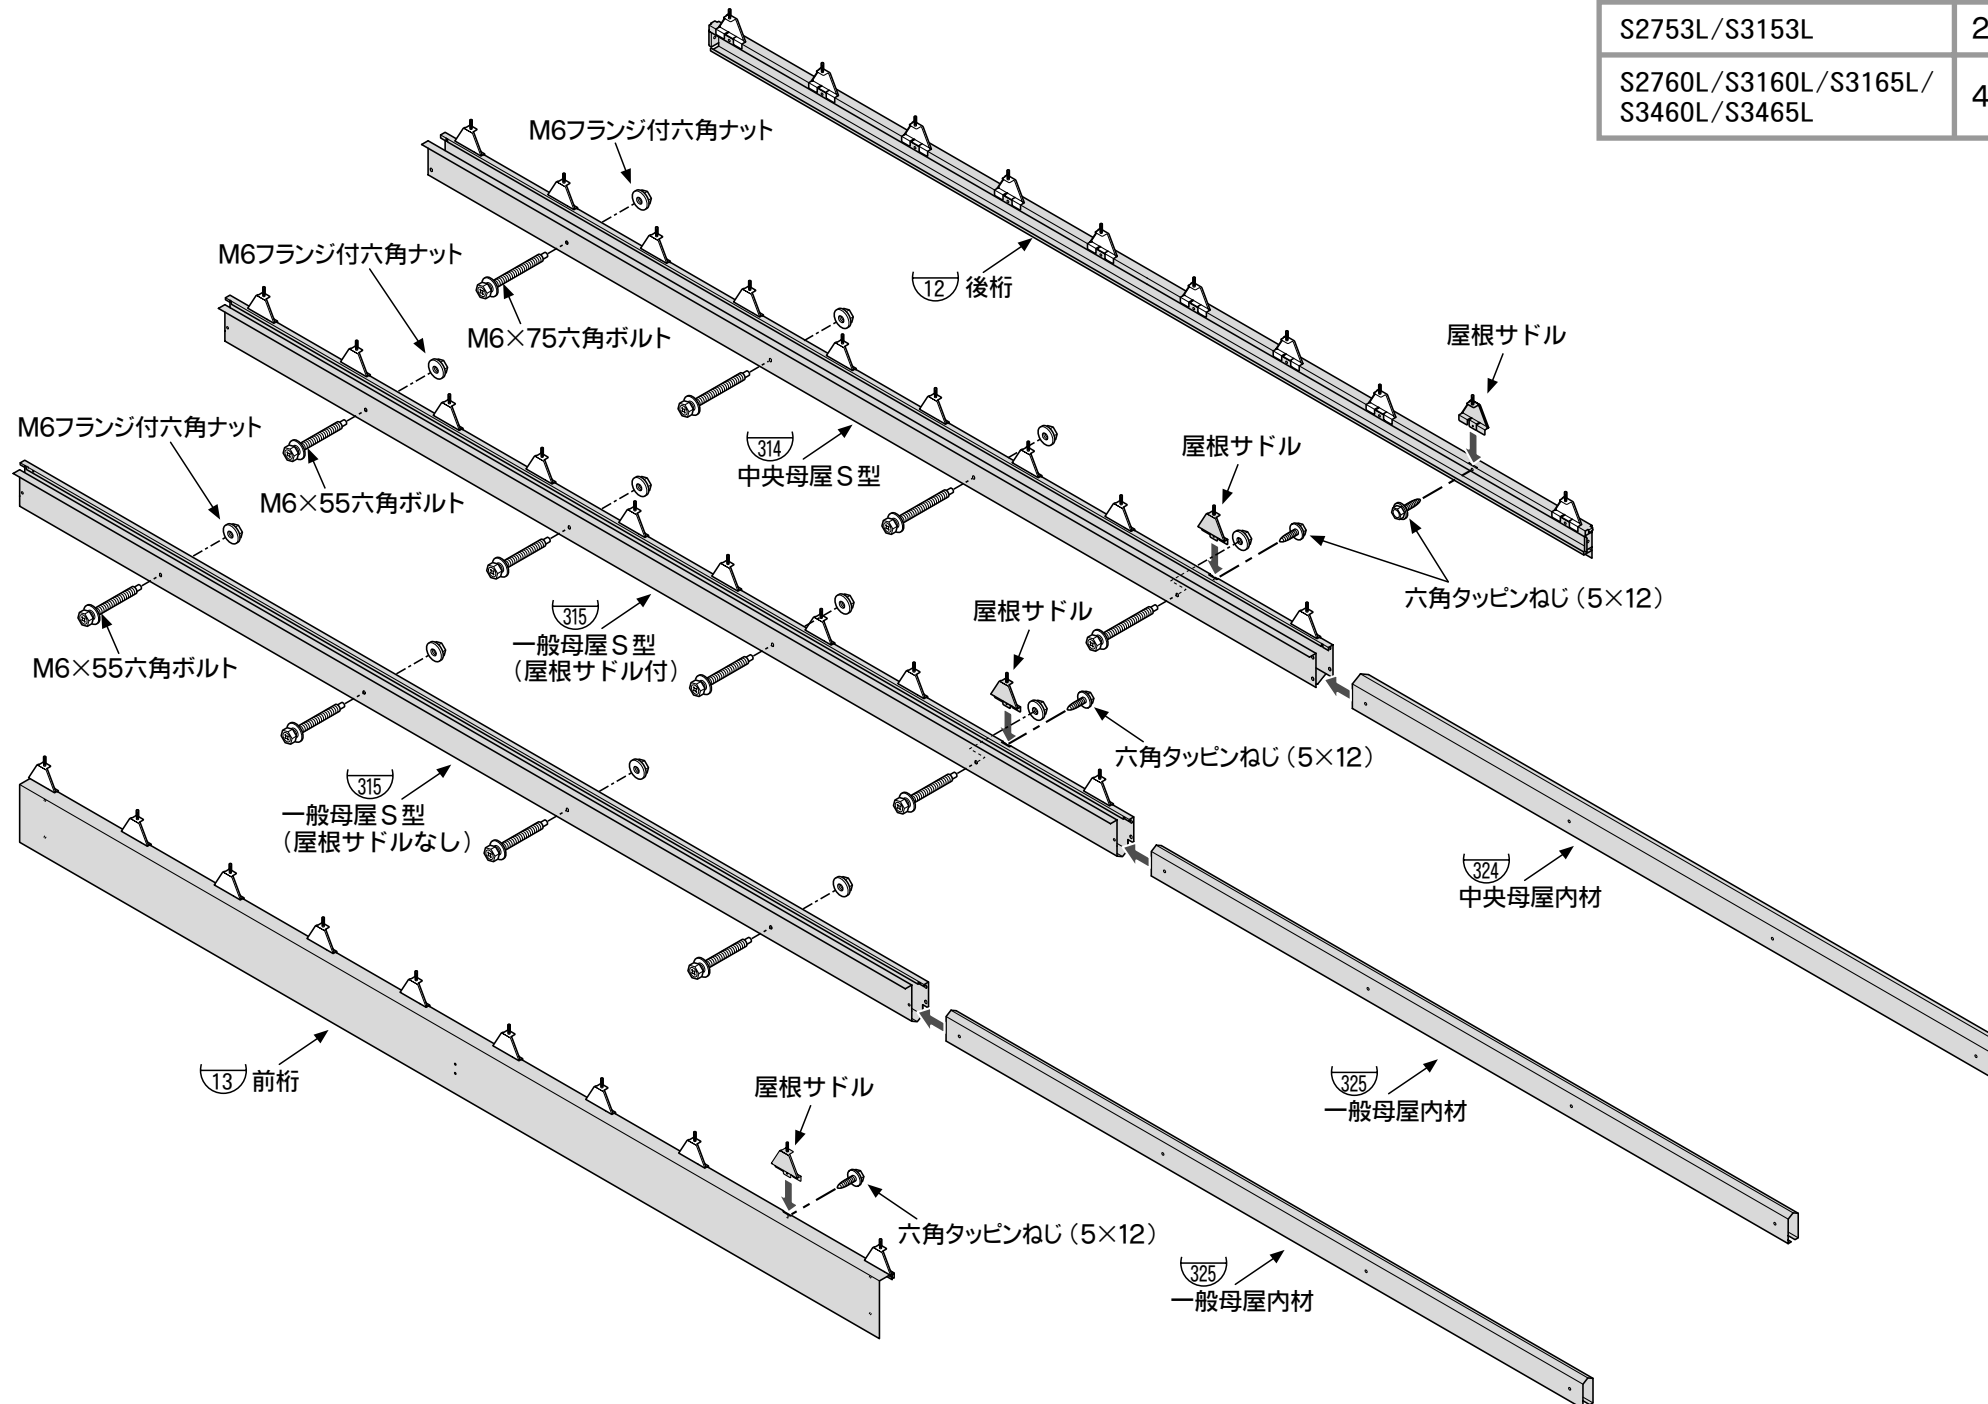 S2753L/S3153L 2
S2760L/S3160L/S3165L/ 4
S3460L/S3465L
M6フランジ付六角ナット
M6フランジ付六角ナット
12 後桁
M6×75六角ボルト
屋根サドル
M6フランジ付六角ナット
314
中央母屋S型
屋根サドル
M6×55六角ボルト
六角タッピンねじ（5×12）
315
一般母屋S型
（屋根サドル付）
屋根サドル
M6×55六角ボルト
六角タッピンねじ（5×12）
315
一般母屋S型
（屋根サドルなし）
324
中央母屋内材
13 前桁
屋根サドル
325
一般母屋内材
六角タッピンねじ（5×12）
325
一般母屋内材